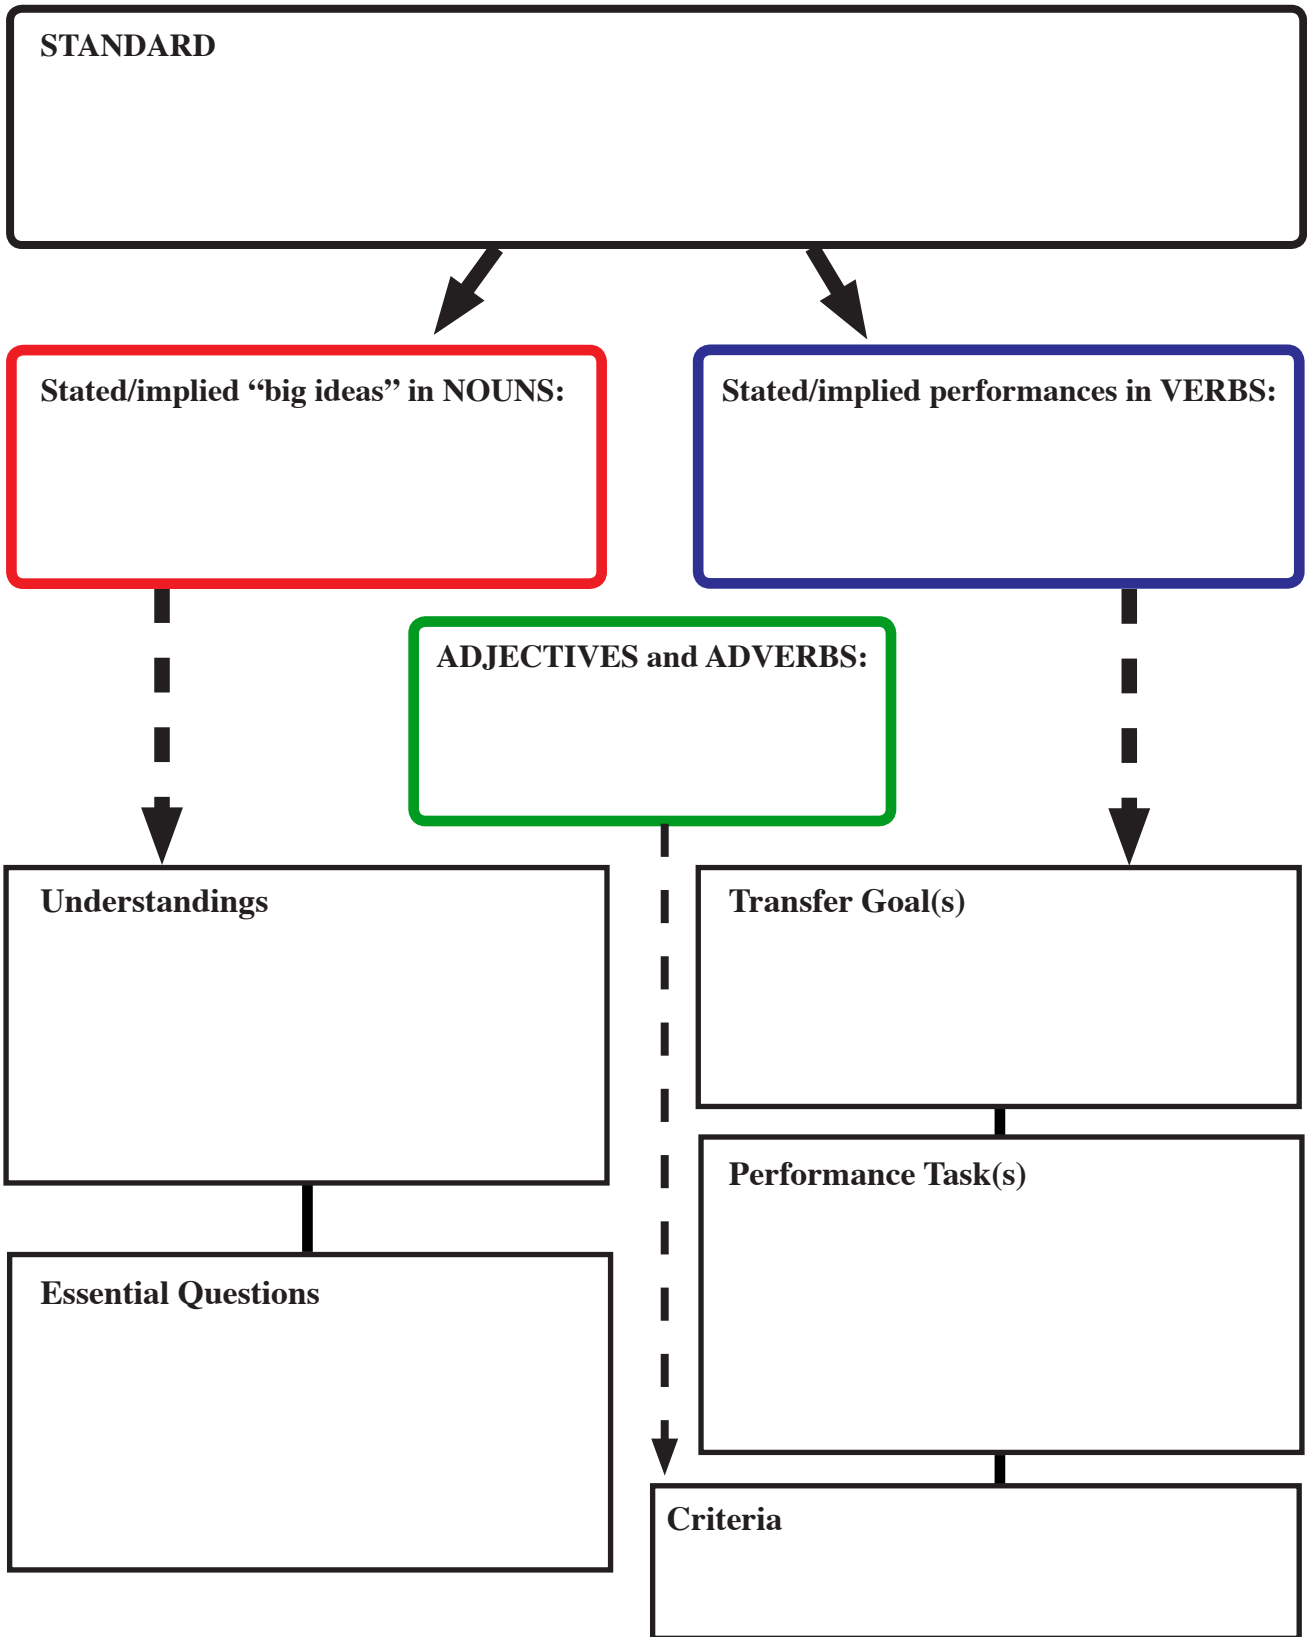 STANDARD
Stated/implied “big ideas” in NOUNS:
Stated/implied performances in VERBS:
ADJECTIVES and ADVERBS:
Understandings
Transfer Goal(s)
Performance Task(s)
Essential Questions
Criteria